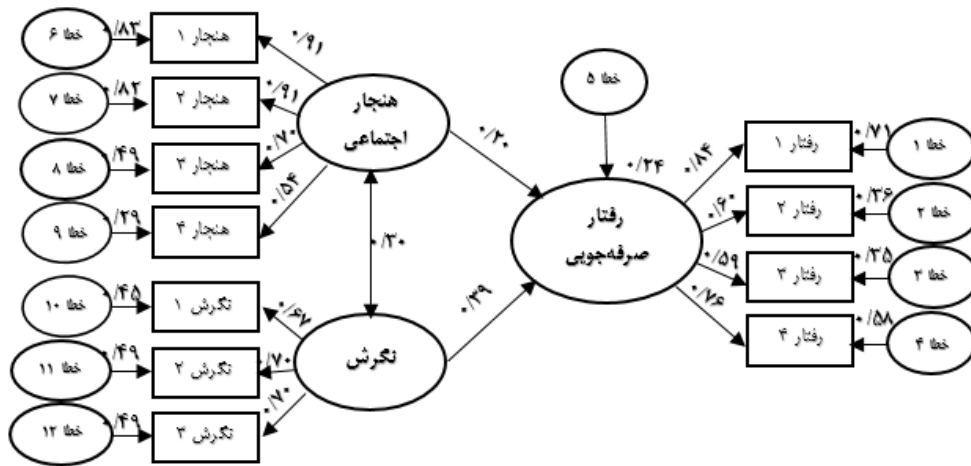 خطا ۶
۰/۸۳
هنجار ۱
۰/۹۱
خطا ۷
۰/۸۲
هنجار ۲
۰/۹۱
خطا ۸
۰/۴۹
هنجار ۳
۰/۷۰
خطا ۹
۰/۲۹
هنجار ۴
۰/۵۴
هنجار
اجتماعی
۰/۳۰
خطا ۱۰
۰/۴۵
نگرش ۱
۰/۶۷
خطا ۱۱
۰/۴۹
نگرش ۲
۰/۷۰
خطا ۱۲
۰/۴۹
نگرش ۳
۰/۷۰
نگرش
۰/۲۰
۰/۳۹
خطا ۵
۰/۲۴
رفتار
صرفه‌جویی
۰/۸۴
رفتار ۱
۰/۷۱
خطا ۱
۰/۶۰
رفتار ۲
۰/۳۶
خطا ۲
۰/۵۹
رفتار ۳
۰/۳۵
خطا ۳
۰/۷۶
رفتار ۴
۰/۵۸
خطا ۴